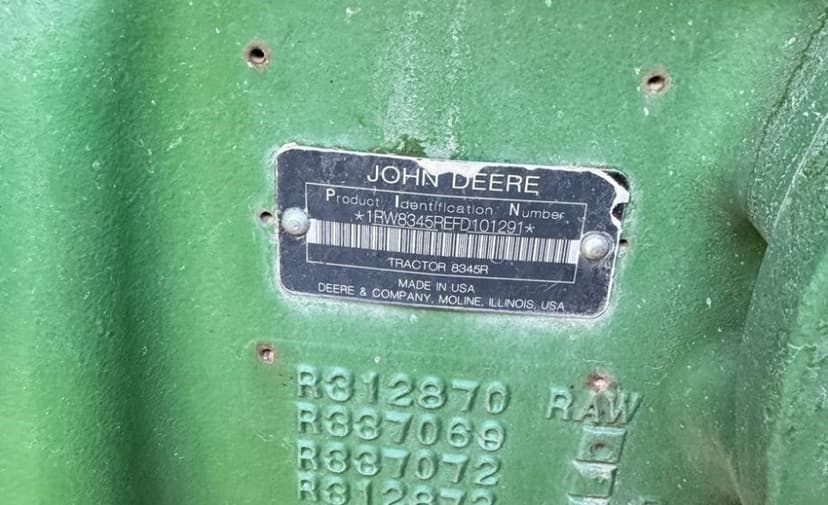 JOHN DEERE
Product Identification Number
*1RW8345REFD101291*
TRACTOR 8345R
MADE IN USA
DEERE & COMPANY, MOLINE, ILLINOIS, USA
R312870 RAW
R337069
R337072
R312873